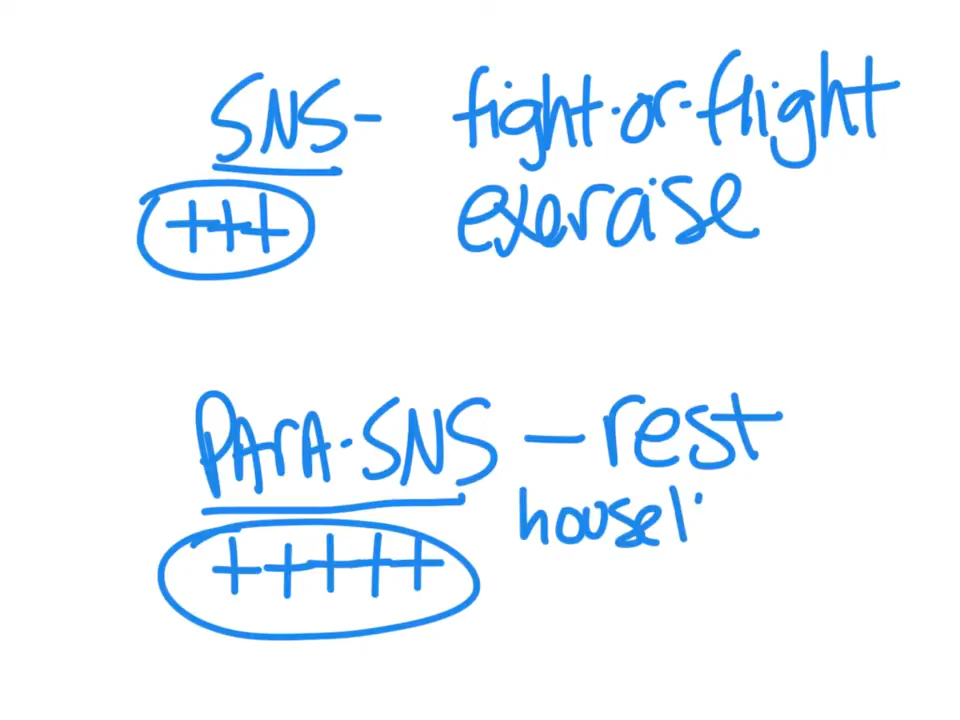 SNS- fight-or-flight
+++ exercise
PArA-SNS - rest
housel
+++++